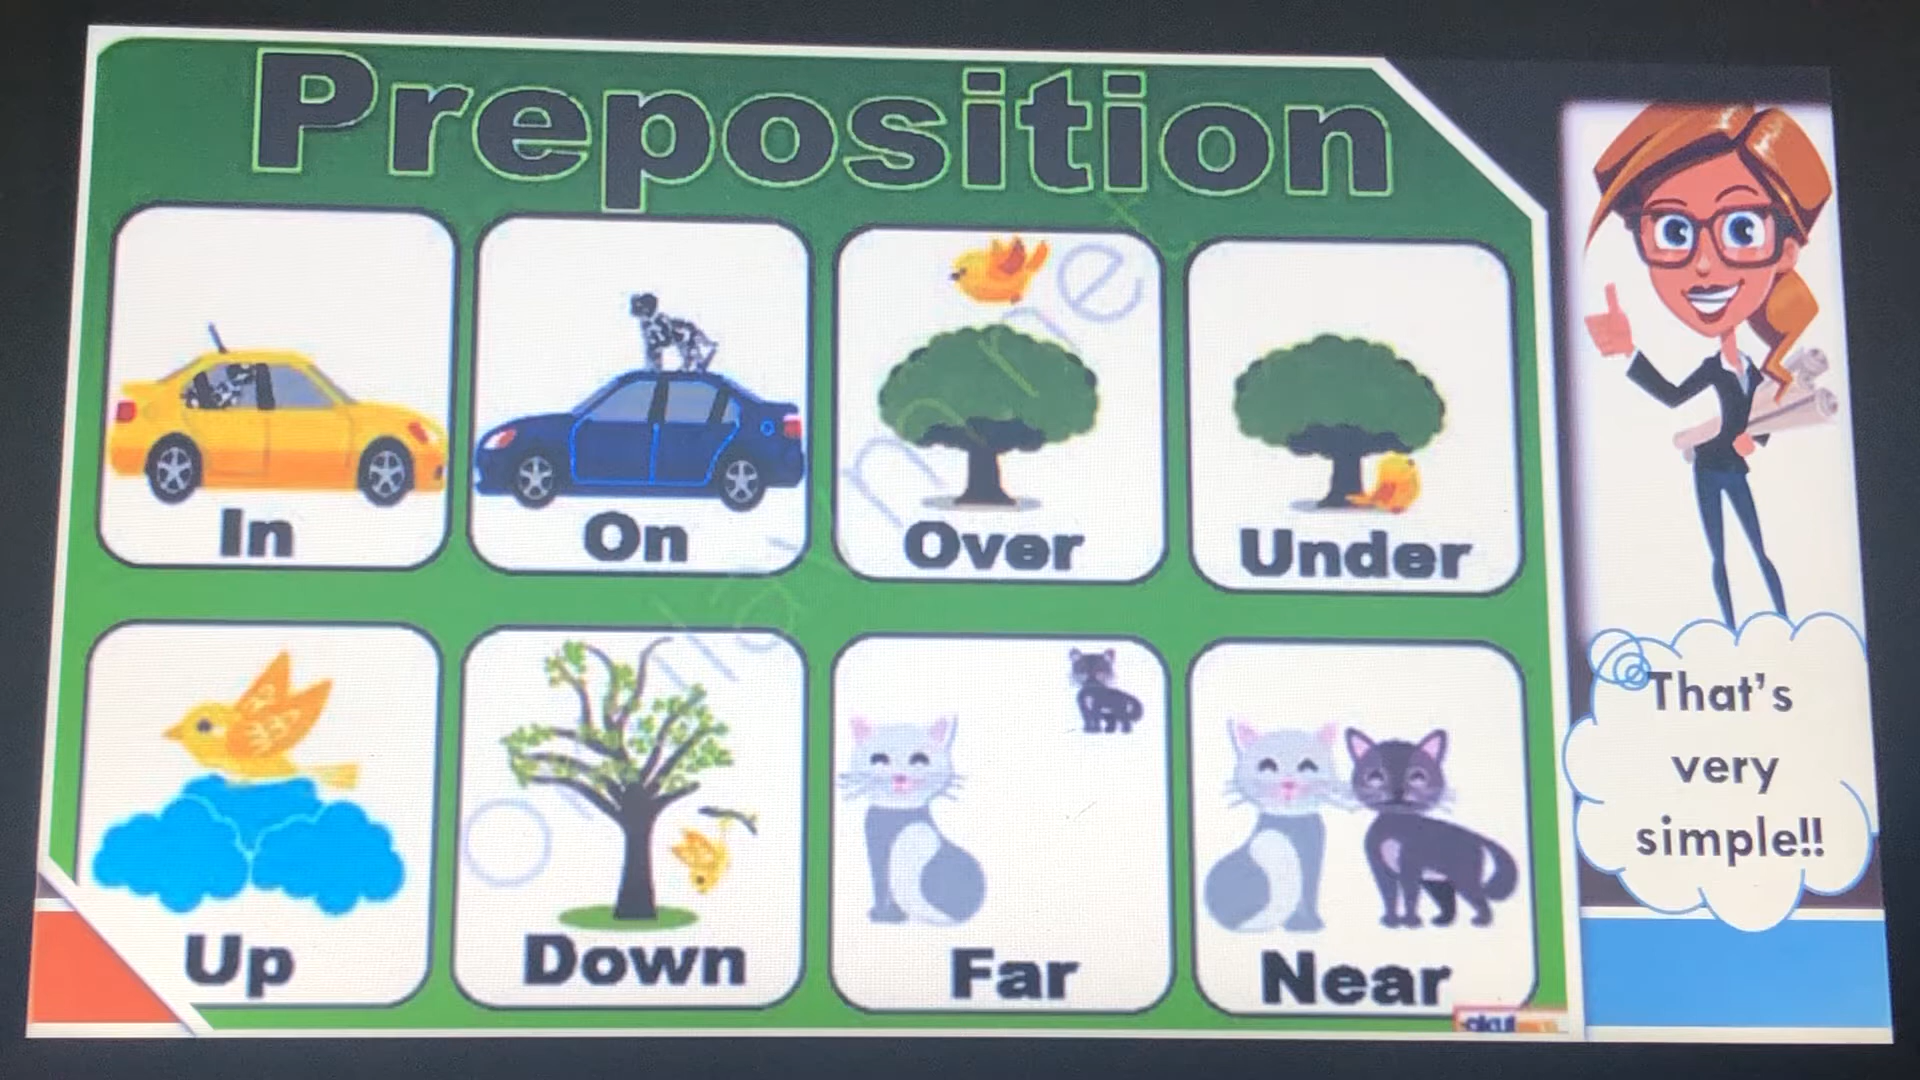 Preposition
In
On
Over
Under
Up
Down
Far
Near
That's
very
simple!!